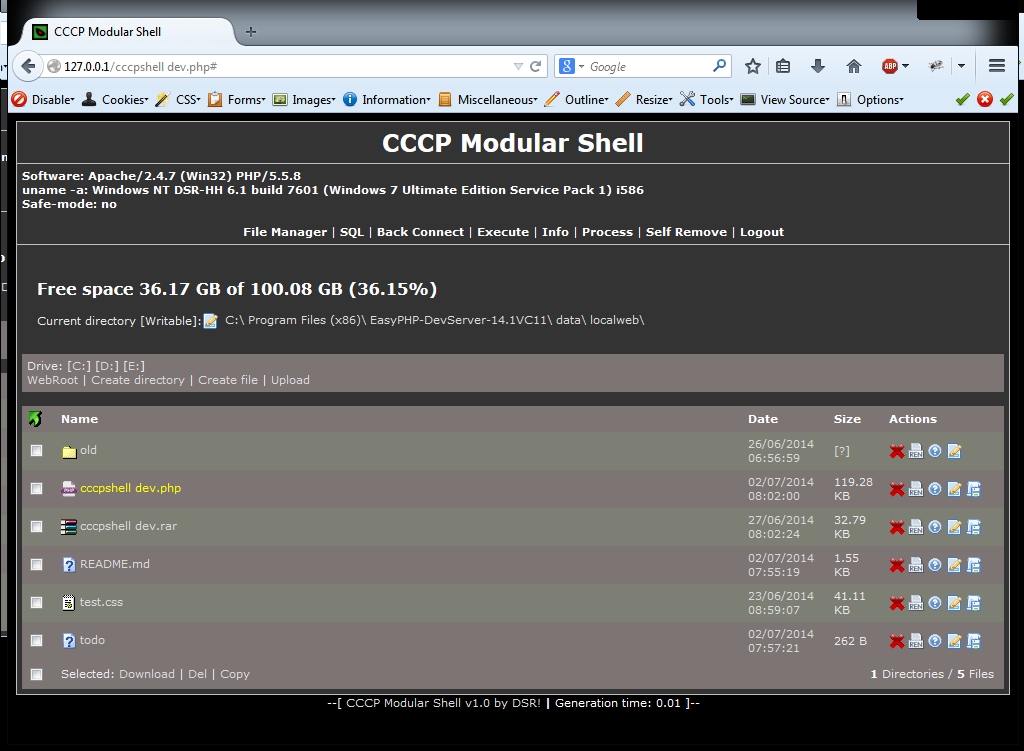 CCCP Modular Shell
127.0.0.1/cccpshell dev.php#
Google
Disable Cookies CSS Forms Images Information Miscellaneous Outline Resize Tools View Source Options
CCCP Modular Shell
Software: Apache/2.4.7 (Win32) PHP/5.5.8
uname -a: Windows NT DSR-HH 6.1 build 7601 (Windows 7 Ultimate Edition Service Pack 1) i586
Safe-mode: no
File Manager | SQL | Back Connect | Execute | Info | Process | Self Remove | Logout
Free space 36.17 GB of 100.08 GB (36.15%)
Current directory [Writable]: C:\ Program Files (x86)\ EasyPHP-DevServer-14.1VC11\ data\ localweb\
Drive: [C:] [D:] [E:]
WebRoot | Create directory | Create file | Upload
Name Date Size Actions
old 26/06/2014 06:56:59 [?] REN
cccpshell dev.php 02/07/2014 08:02:00 119.28 KB REN
cccpshell dev.rar 27/06/2014 08:02:24 32.79 KB REN
README.md 02/07/2014 07:55:19 1.55 KB REN
test.css 23/06/2014 08:59:07 41.11 KB REN
todo 02/07/2014 07:57:21 262 B REN
Selected: Download | Del | Copy 1 Directories / 5 Files
--[ CCCP Modular Shell v1.0 by DSR! | Generation time: 0.01 ]--